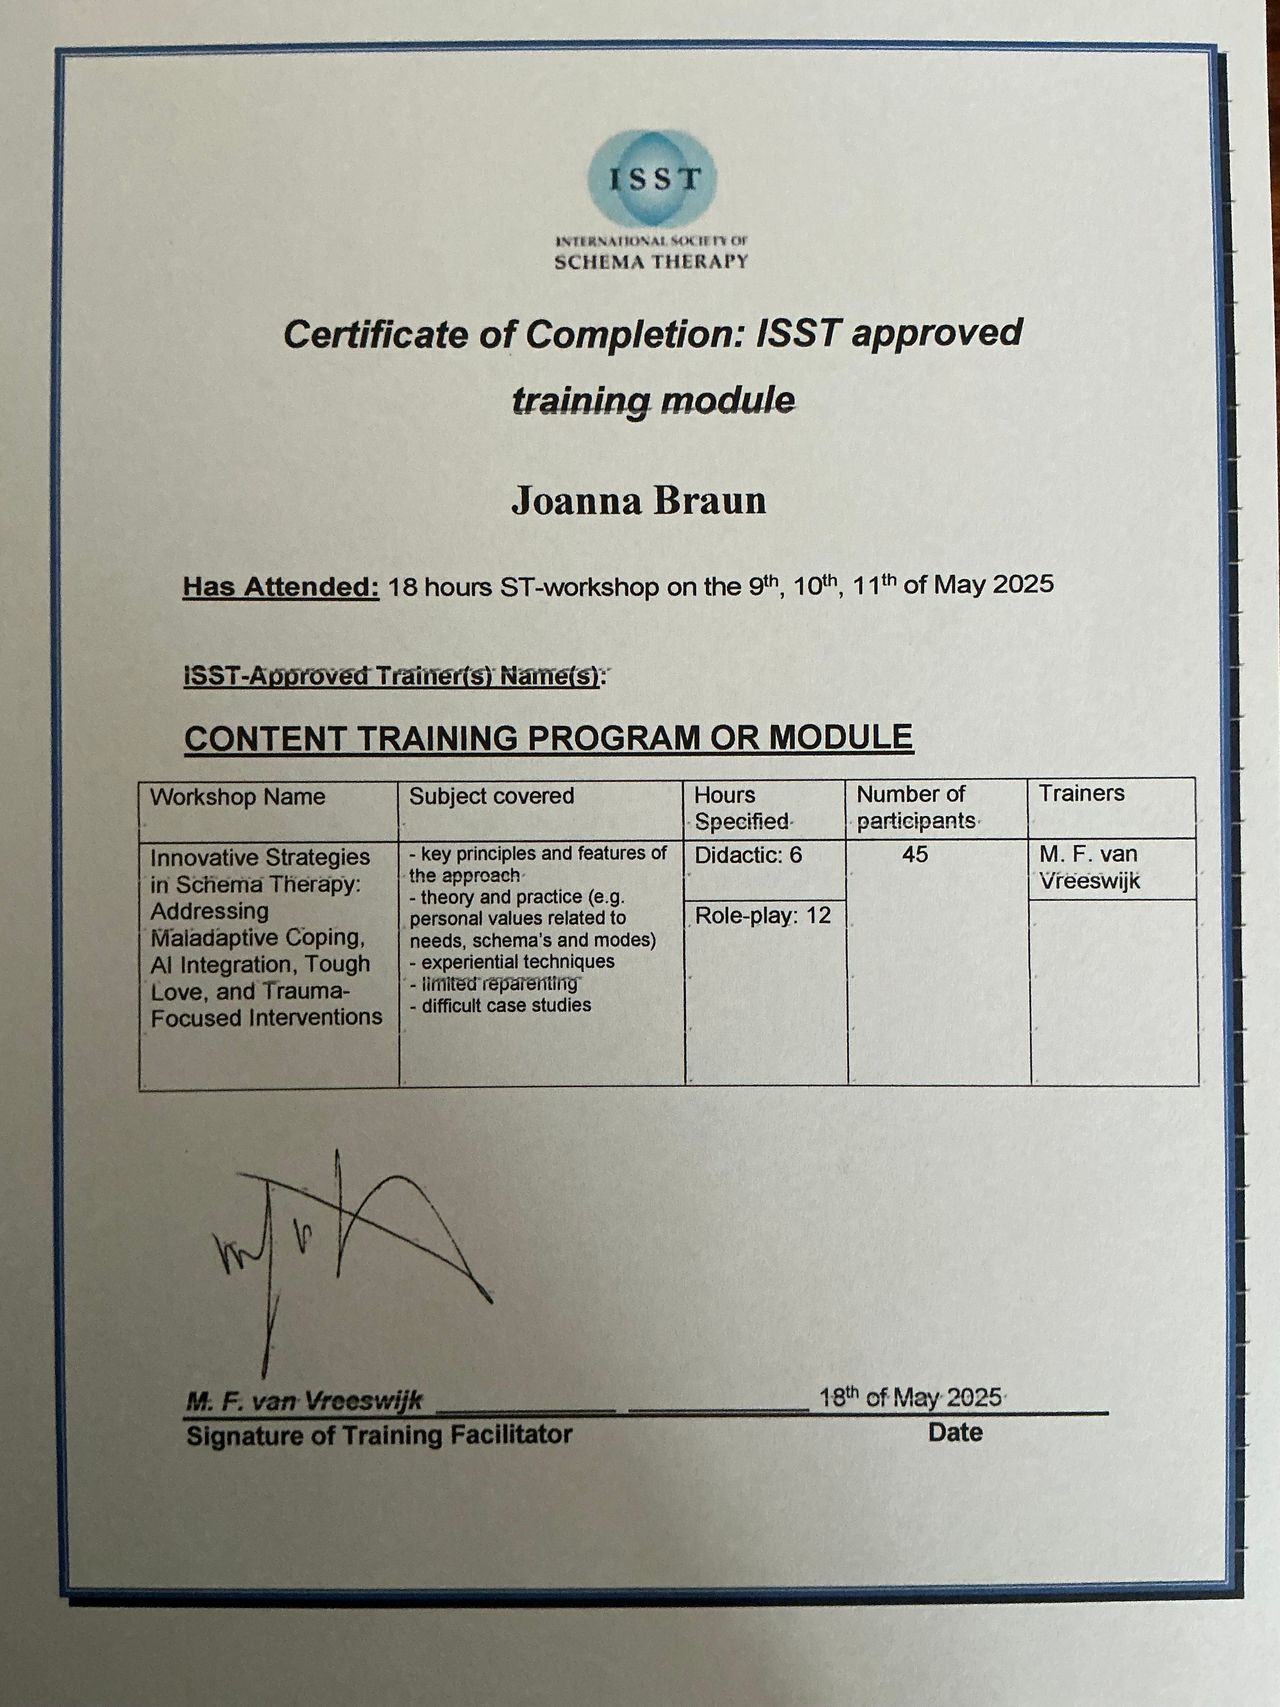 ISST
INTERNATIONAL SOCIETY OF
SCHEMA THERAPY
Certificate of Completion: ISST approved
training module
Joanna Braun
Has Attended: 18 hours ST-workshop on the 9th, 10th, 11th of May 2025
ISST-Approved Trainer(s) Name(s):
CONTENT TRAINING PROGRAM OR MODULE
Workshop Name
Innovative Strategies
in Schema Therapy:
Addressing
Maladaptive Coping,
AI Integration, Tough
Love, and Trauma-
Focused Interventions
Subject covered
- key principles and features of
the approach
- theory and practice (e.g.
personal values related to
needs, schema's and modes)
- experiential techniques
- limited reparenting
- difficult case studies
Hours
Specified
Didactic: 6
Role-play: 12
Number of
participants
45
Trainers
M. F. van
Vreeswijk
M. F. van Vreeswijk
18th of May 2025
Signature of Training Facilitator
Date